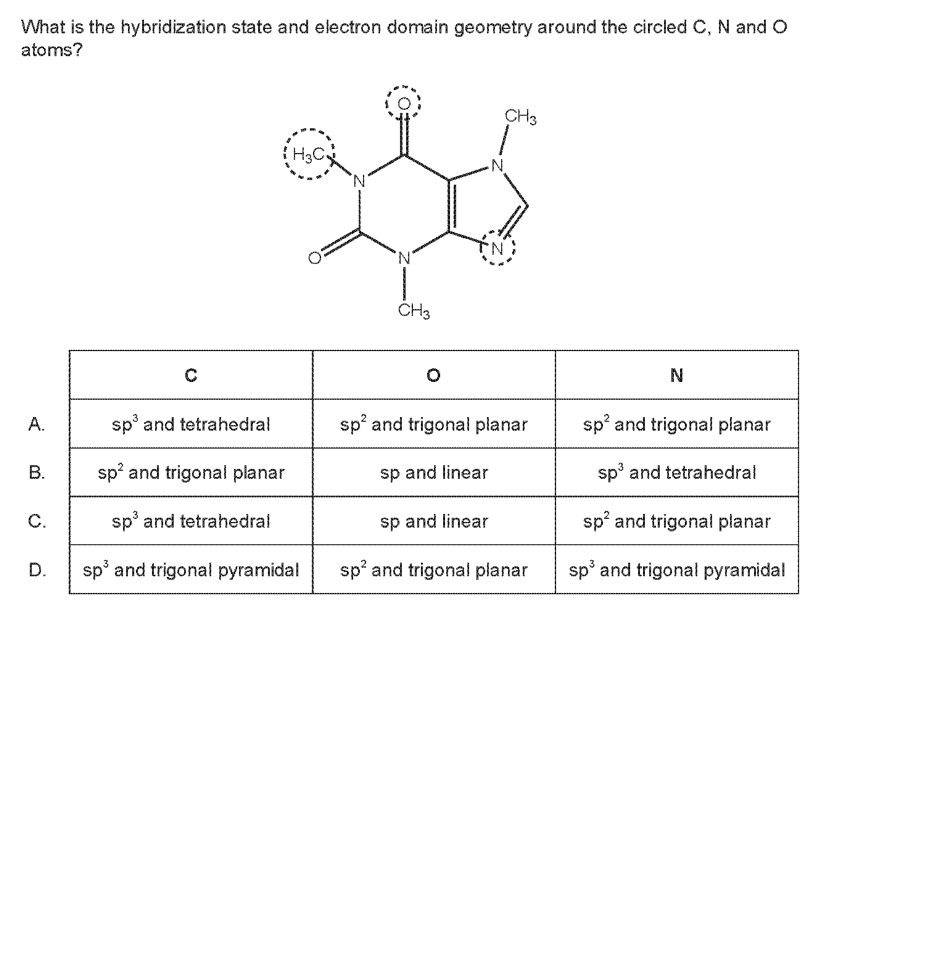 What is the hybridization state and electron domain geometry around the circled C, N and O
atoms?
O
CH₃
H₃C
N
N
O
N
N
CH₃
C O N
A. sp³ and tetrahedral sp² and trigonal planar sp² and trigonal planar
B. sp² and trigonal planar sp and linear sp³ and tetrahedral
C. sp³ and tetrahedral sp and linear sp² and trigonal planar
D. sp³ and trigonal pyramidal sp² and trigonal planar sp³ and trigonal pyramidal